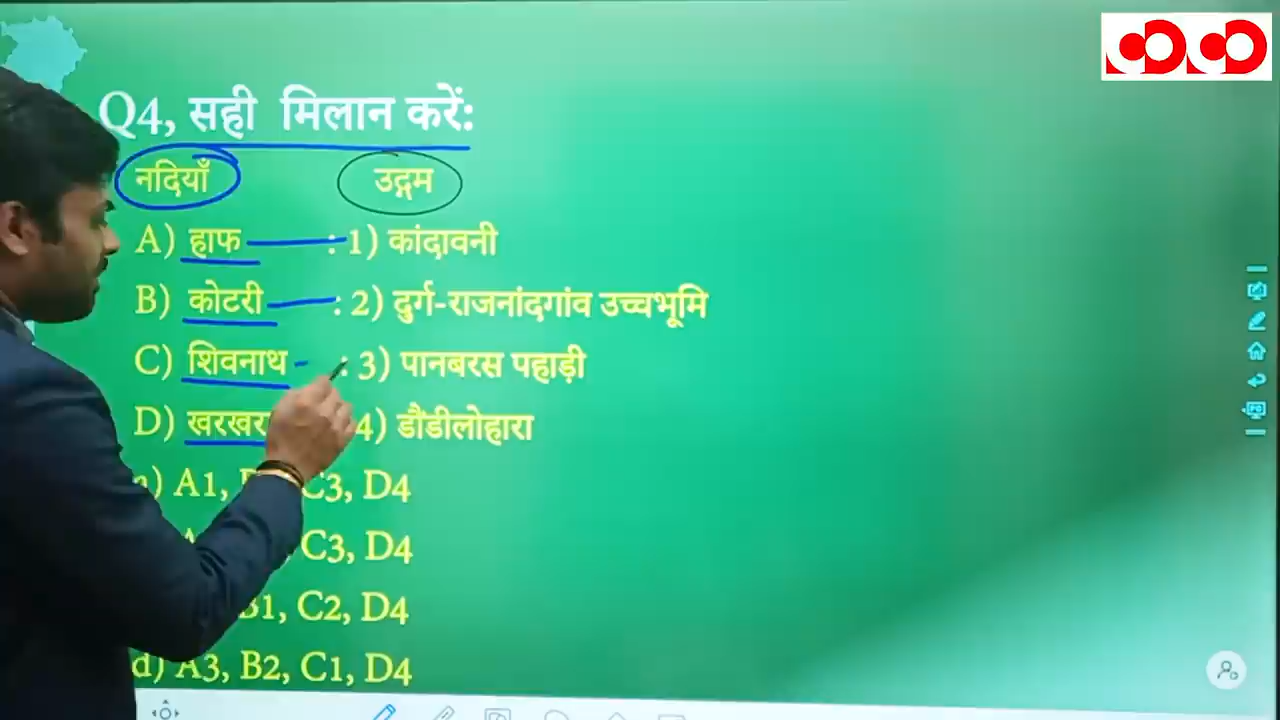 Q4, सही मिलान करें:
नदियाँ उद्गम
A) हाफ : 1) कांदावनी
B) कोटरी : 2) दुर्ग-राजनांदगांव उच्चभूमि
C) शिवनाथ : 3) पानबरस पहाड़ी
D) खरखरा 4) डौंडीलोहारा
A1, C3, D4
C3, D4
B1, C2, D4
d) A3, B2, C1, D4